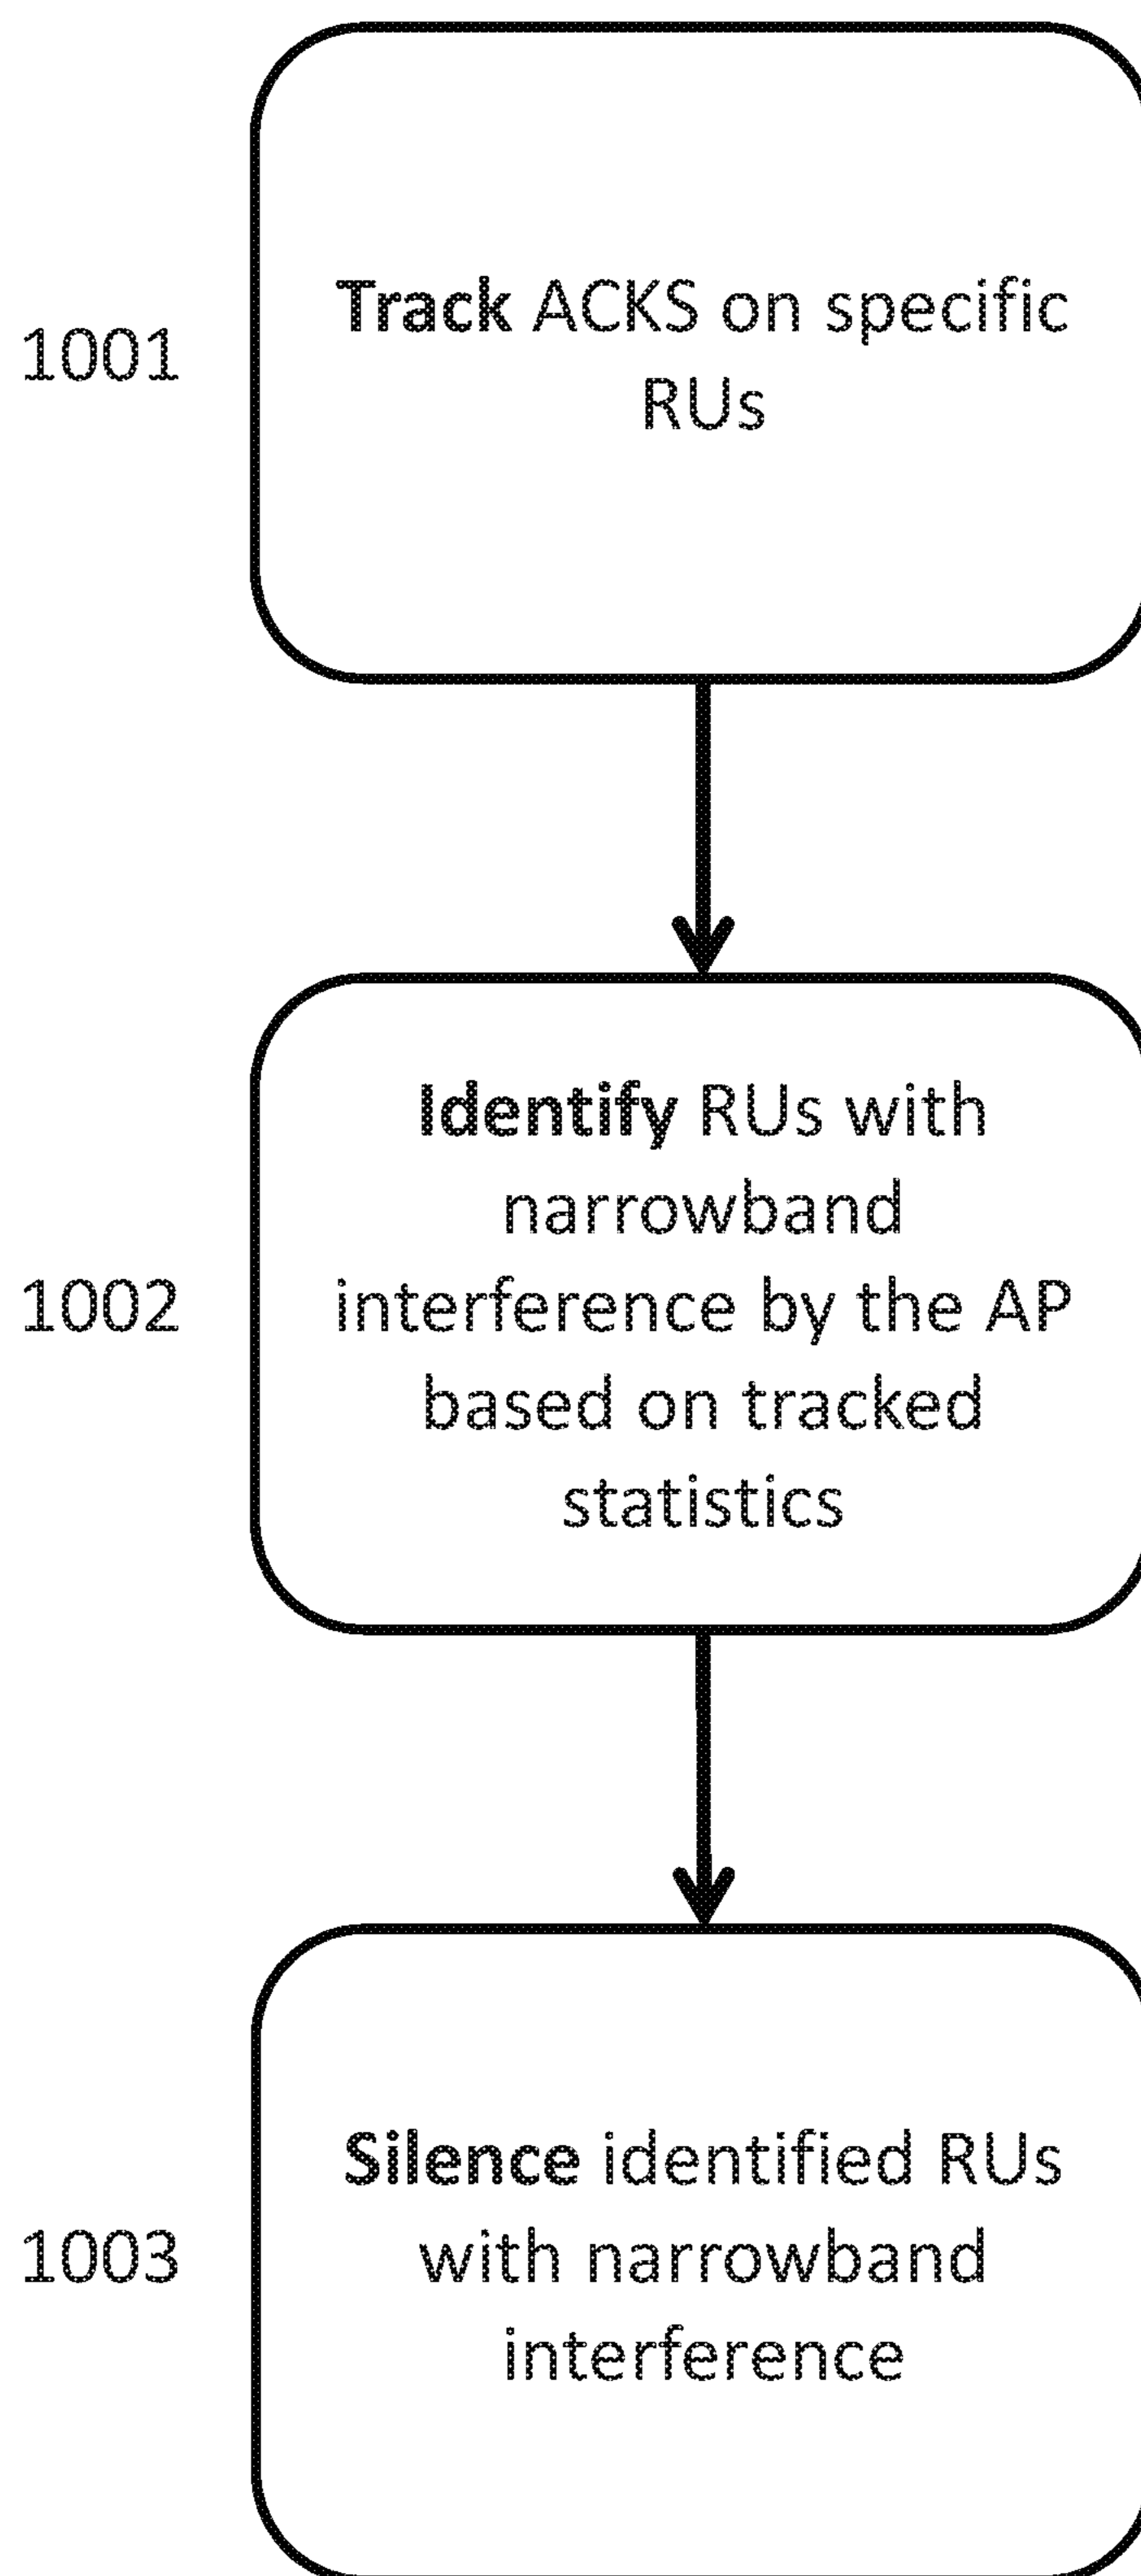 1001
Track ACKS on specific
RUs
1002
Identify RUs with
narrowband
interference by the AP
based on tracked
statistics
1003
Silence identified RUs
with narrowband
interference